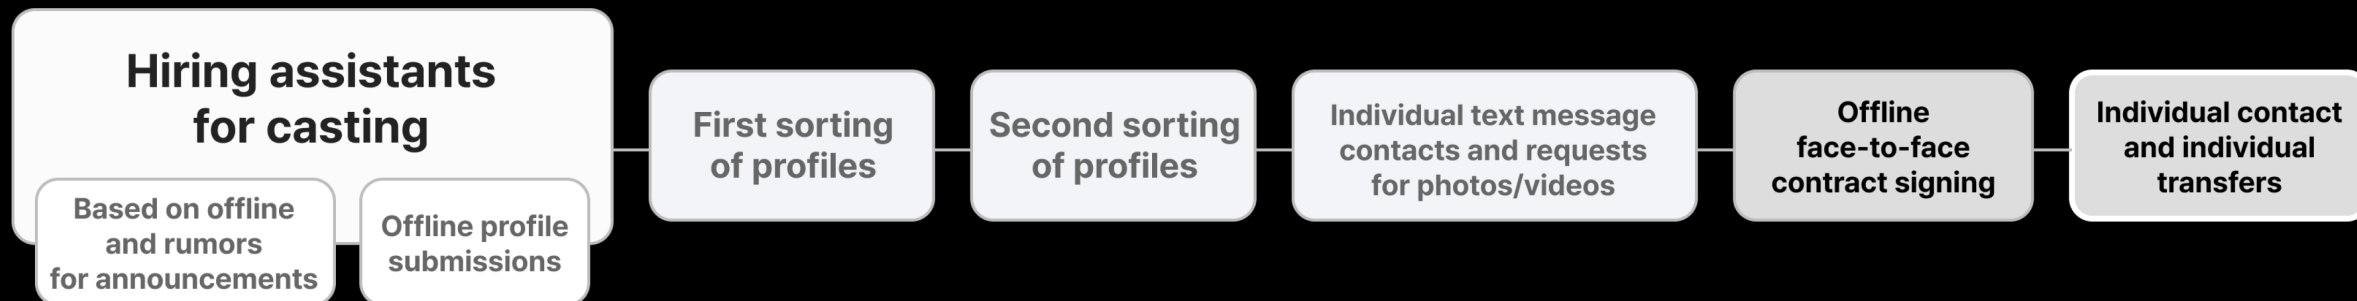 Hiring assistants
for casting
Based on offline
and rumors
for announcements
Offline profile
submissions
First sorting
of profiles
Second sorting
of profiles
Individual text message
contacts and requests
for photos/videos
Offline
face-to-face
contract signing
Individual contact
and individual
transfers